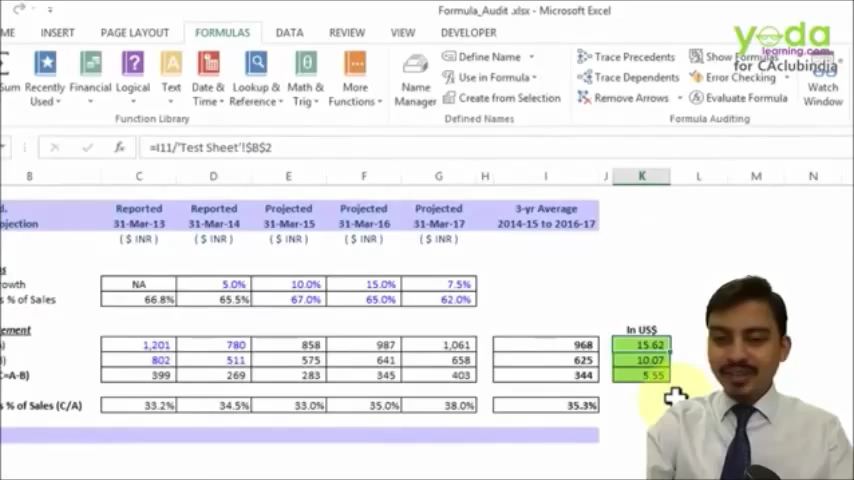 Formula_Audit .xlsx - Microsoft Excel
yoda
learning.com
for CAclubindia
INSERT PAGE LAYOUT FORMULAS DATA REVIEW VIEW DEVELOPER
Recently Used Financial Logical Text Date & Time Lookup & Reference Math & Trig More Functions
Function Library
Name Manager
Define Name
Use in Formula
Create from Selection
Defined Names
Trace Precedents Show Formulas
Trace Dependents Error Checking
Remove Arrows Evaluate Formula
Formula Auditing
Watch Window
fx =I11/'Test Sheet'!$B$2
B C D E F G H I J K L M N
Reported Reported Projected Projected Projected 3-yr Average
31-Mar-13 31-Mar-14 31-Mar-15 31-Mar-16 31-Mar-17 2014-15 to 2016-17
( $ INR ) ( $ INR ) ( $ INR ) ( $ INR ) ( $ INR )
NA 5.0% 10.0% 15.0% 7.5%
s % of Sales 66.8% 65.5% 67.0% 65.0% 62.0%
In US$
1,201 780 858 987 1,061 968 15.62
802 511 575 641 658 625 10.07
C=A-B) 399 269 283 345 403 344 5.55
s % of Sales (C/A) 33.2% 34.5% 33.0% 35.0% 38.0% 35.3%